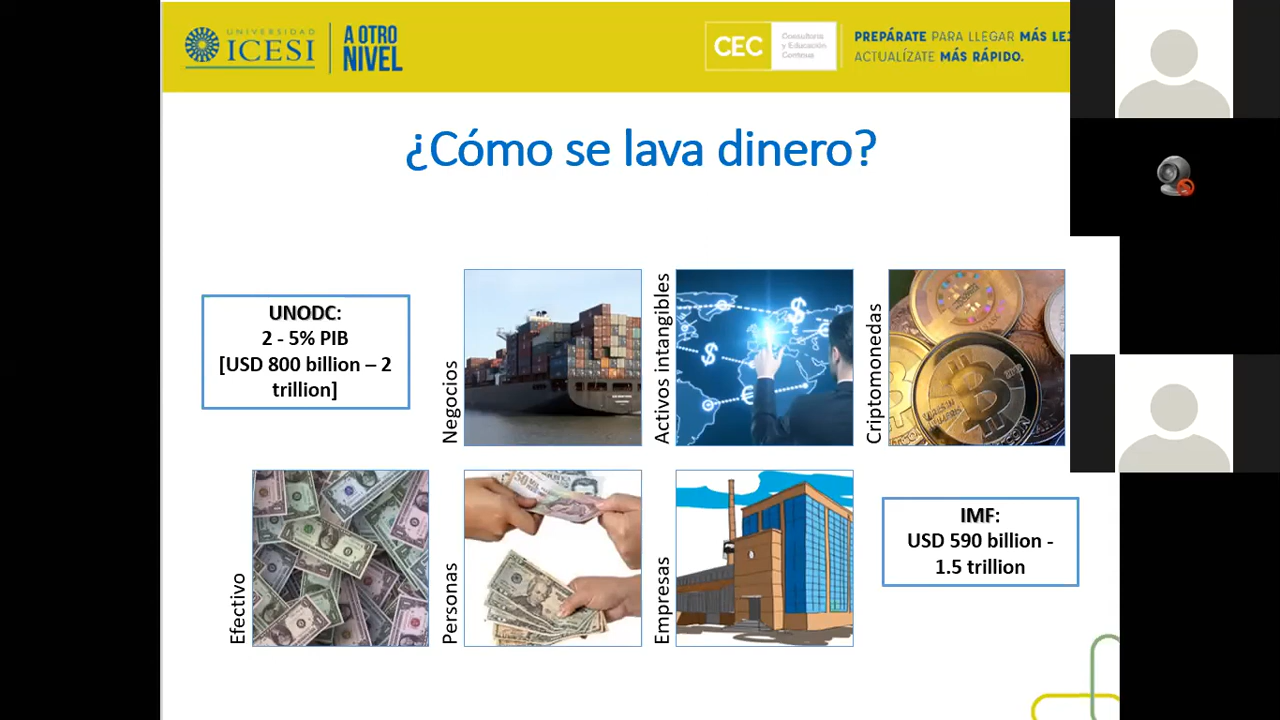 UNIVERSIDAD
ICESI
A OTRO
NIVEL
CEC
Consultoría
y Educación
Continua
PREPÁRATE PARA LLEGAR MÁS LE
ACTUALÍZATE MÁS RÁPIDO.
¿Cómo se lava dinero?
UNODC:
2 - 5% PIB
[USD 800 billion – 2
trillion]
Negocios
Activos intangibles
Criptomonedas
Efectivo
Personas
Empresas
IMF:
USD 590 billion -
1.5 trillion